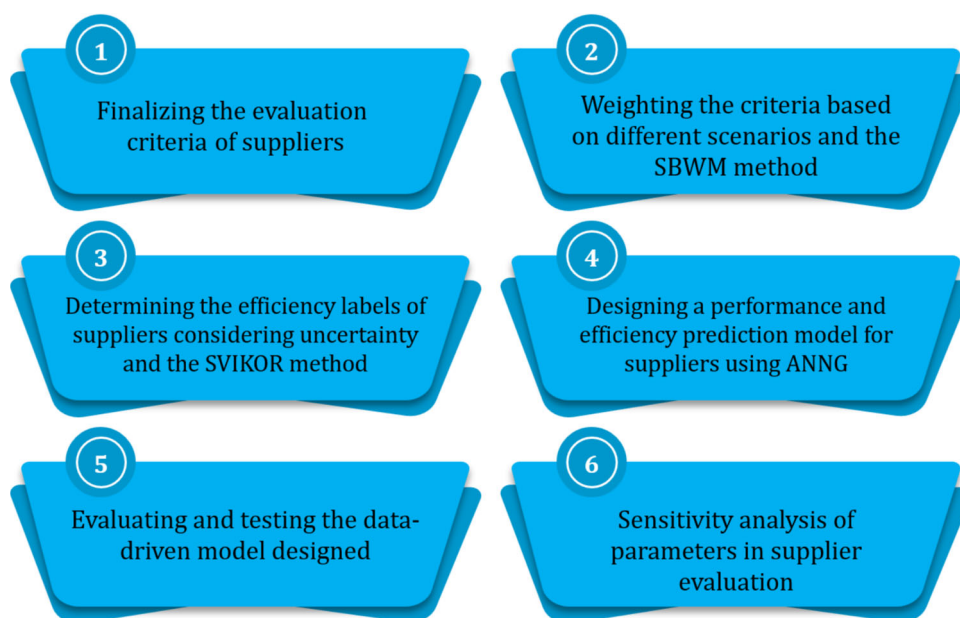 1
Finalizing the evaluation
criteria of suppliers
2
Weighting the criteria based
on different scenarios and the
SBWM method
3
Determining the efficiency labels of
suppliers considering uncertainty
and the SVIKOR method
4
Designing a performance and
efficiency prediction model for
suppliers using ANNG
5
Evaluating and testing the data-
driven model designed
6
Sensitivity analysis of
parameters in supplier
evaluation